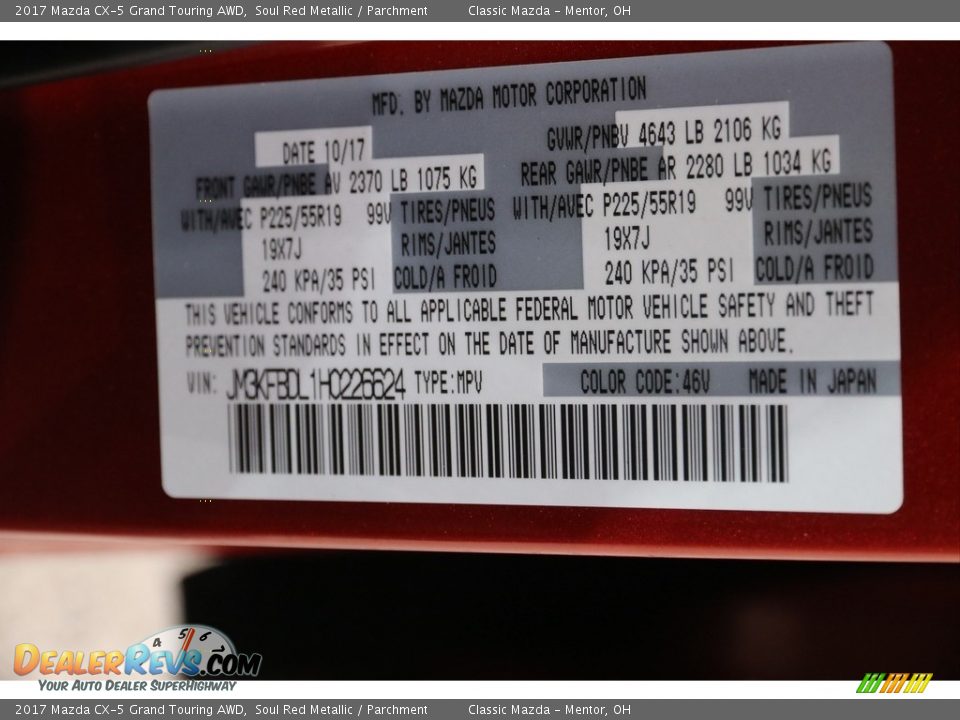 2017 Mazda CX-5 Grand Touring AWD, Soul Red Metallic / Parchment Classic Mazda - Mentor, OH
MFD. BY MAZDA MOTOR CORPORATION
DATE 10/17 GVWR/PNBV 4643 LB 2106 KG
FRONT GAWR/PNBE AV 2370 LB 1075 KG REAR GAWR/PNBE AR 2280 LB 1034 KG
WITH/AVEC P225/55R19 99V TIRES/PNEUS WITH/AVEC P225/55R19 99V TIRES/PNEUS
19X7J RIMS/JANTES 19X7J RIMS/JANTES
240 KPA/35 PSI COLD/A FROID 240 KPA/35 PSI COLD/A FROID
THIS VEHICLE CONFORMS TO ALL APPLICABLE FEDERAL MOTOR VEHICLE SAFETY AND THEFT
PREVENTION STANDARDS IN EFFECT ON THE DATE OF MANUFACTURE SHOWN ABOVE.
VIN: JM3KFBDL1H0226624 TYPE:MPV COLOR CODE:46V MADE IN JAPAN
4 5 6
DEALERREVS.COM
YOUR AUTO DEALER SUPERHIGHWAY
2017 Mazda CX-5 Grand Touring AWD, Soul Red Metallic / Parchment Classic Mazda - Mentor, OH